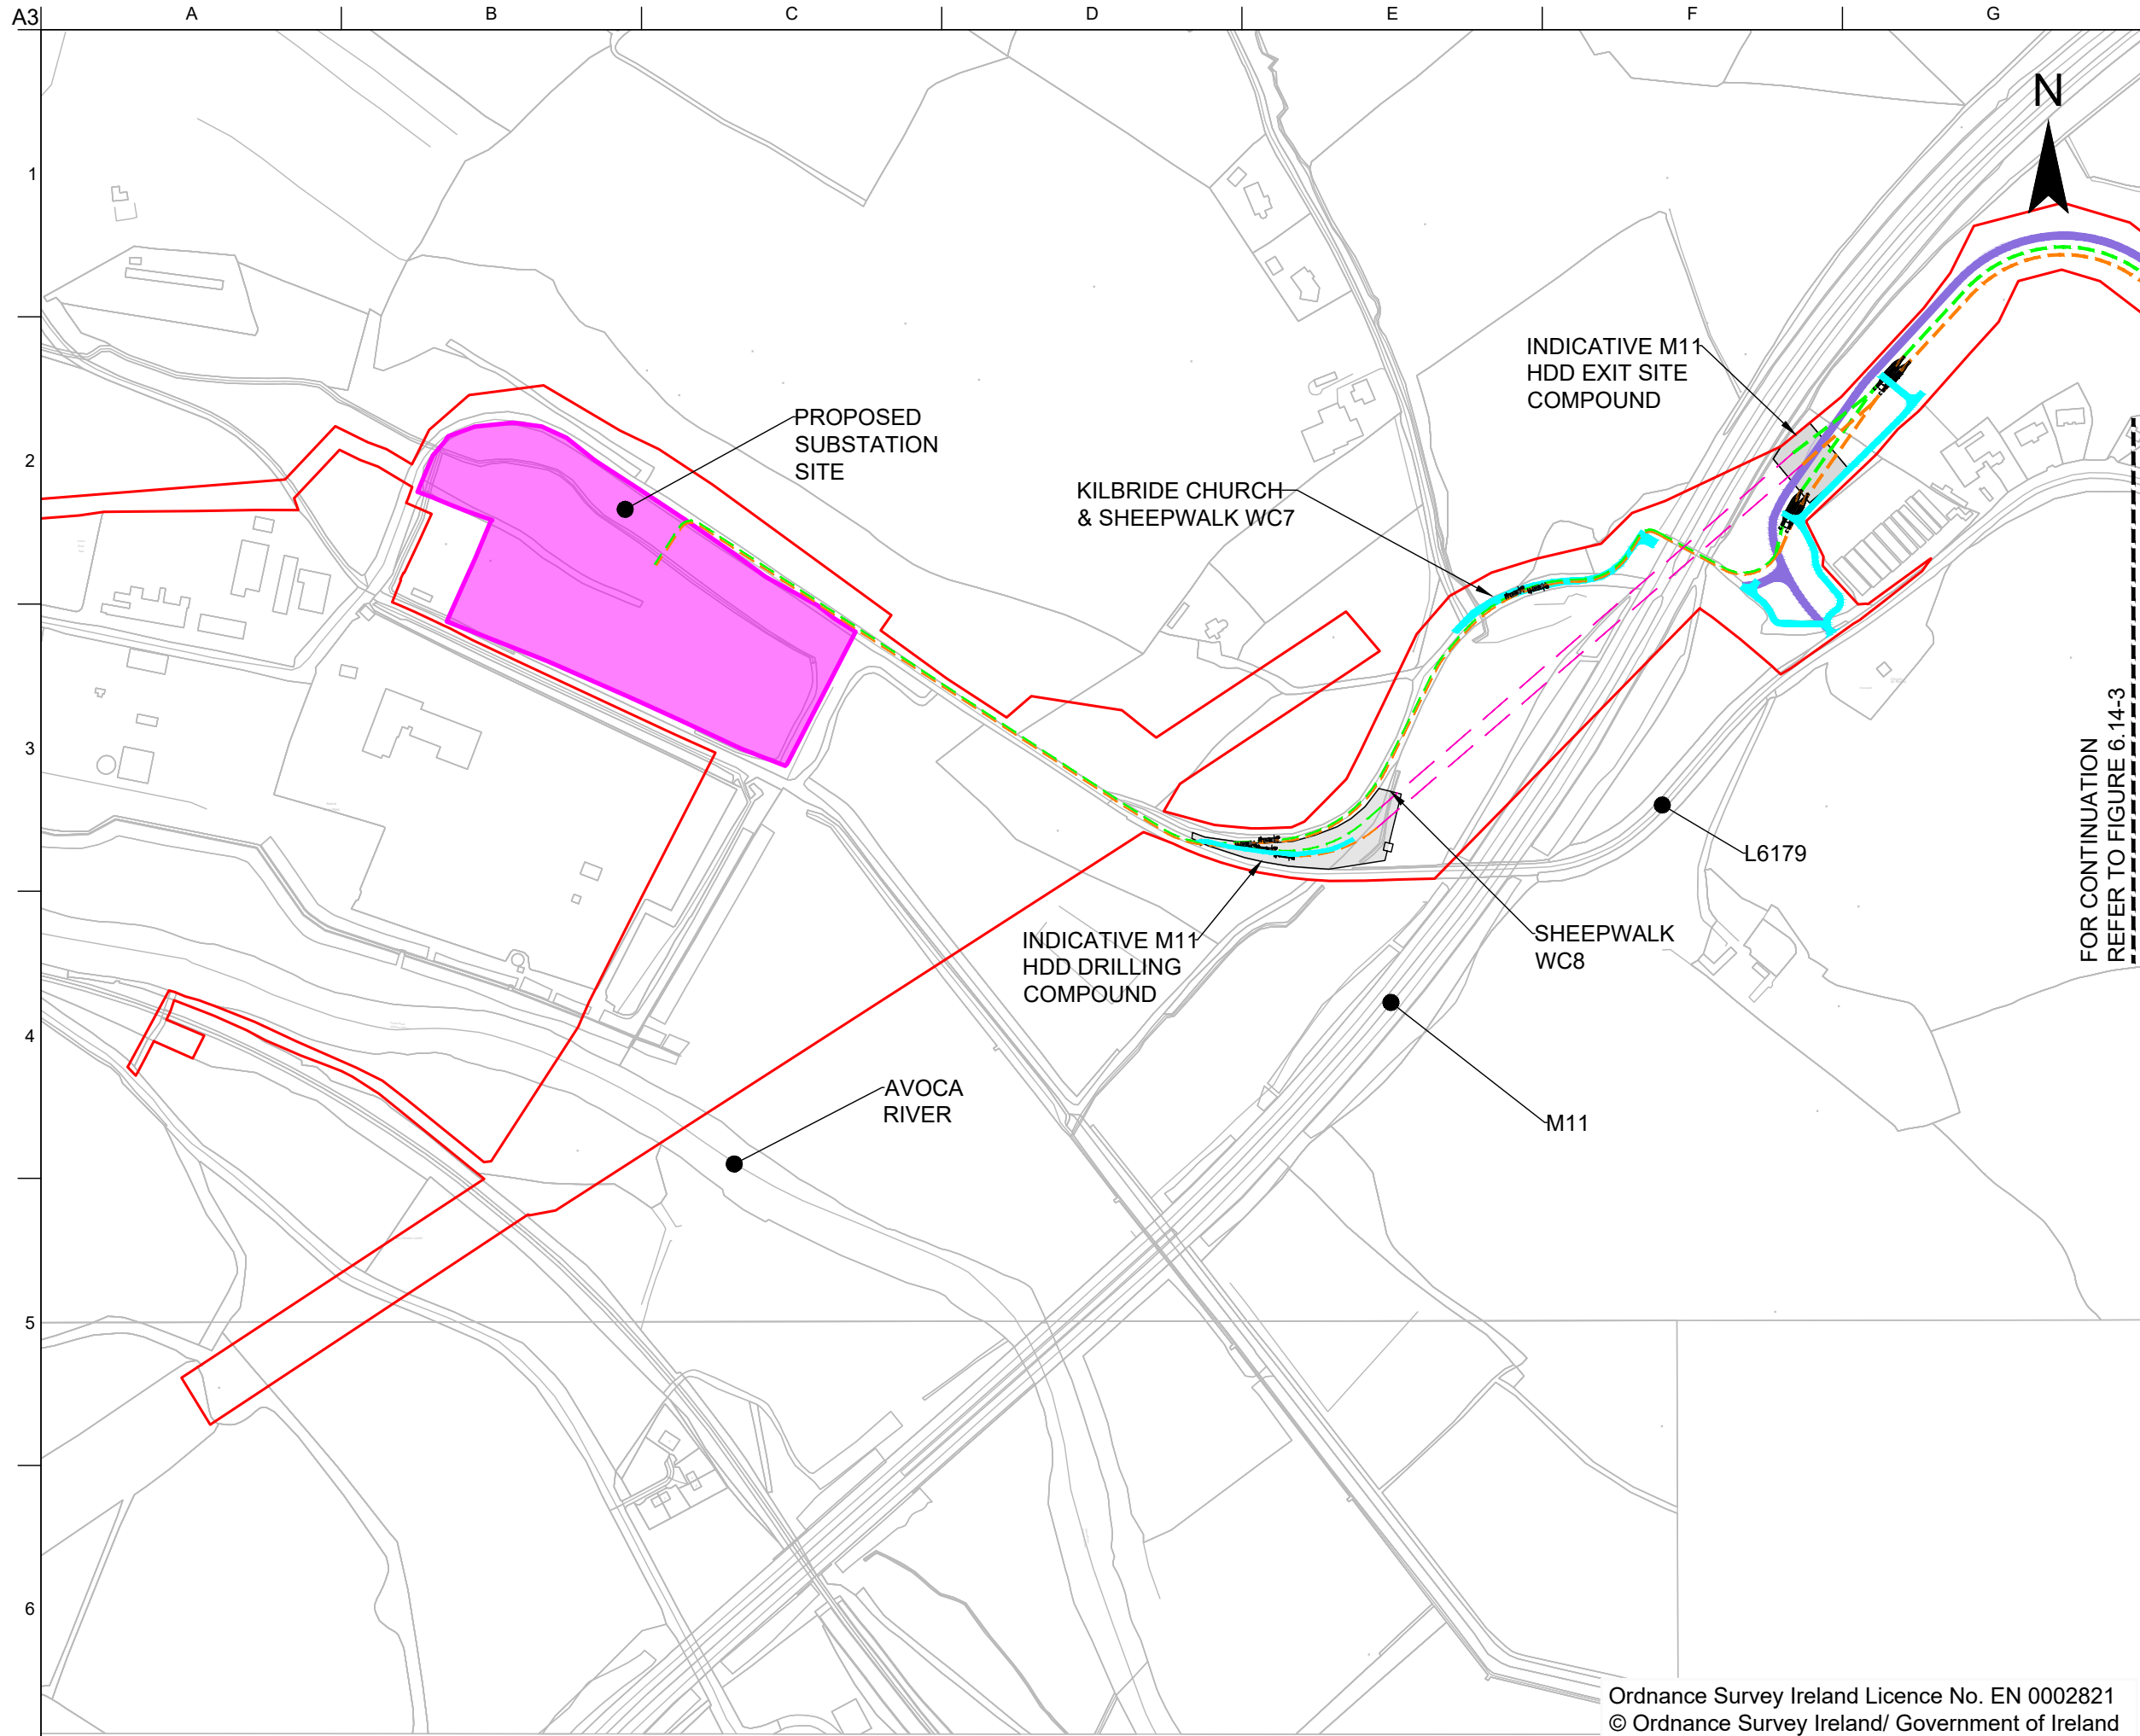 A3
A
B
C
D
E
F
G
N
1
INDICATIVE M11
HDD EXIT SITE
COMPOUND
PROPOSED
SUBSTATION
SITE
2
KILBRIDE CHURCH
& SHEEPWALK WC7
3
FOR CONTINUATION
REFER TO FIGURE 6.14-3
L6179
INDICATIVE M11
HDD DRILLING
COMPOUND
SHEEPWALK
WC8
4
AVOCA
RIVER
M11
5
6
Ordnance Survey Ireland Licence No. EN 0002821
© Ordnance Survey Ireland/ Government of Ireland